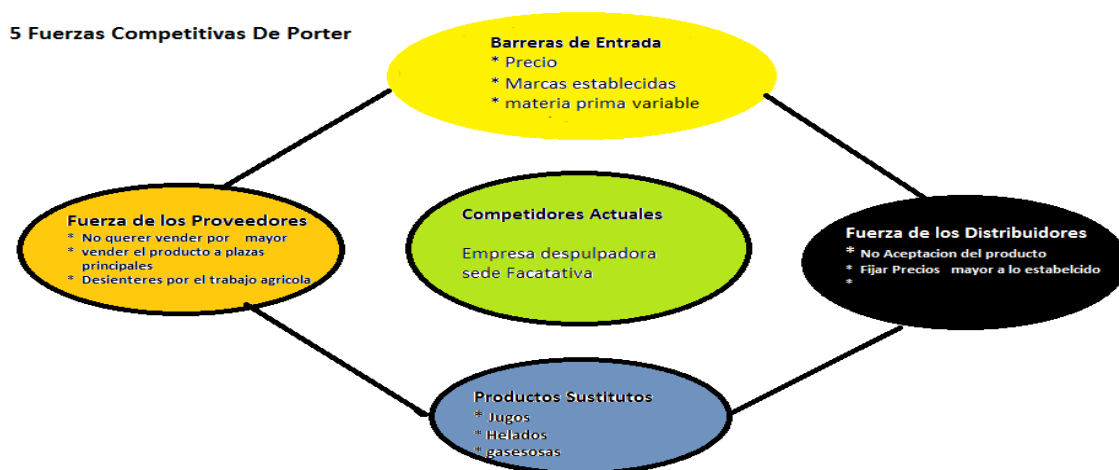 5 Fuerzas Competitivas De Porter
Barreras de Entrada
* Precio
* Marcas establecidas
* materia prima variable
Fuerza de los Proveedores
* No querer vender por mayor
* vender el producto a plazas
principales
* Desienteres por el trabajo agricola
Competidores Actuales
Empresa despulpadora
sede Facatativa
Fuerza de los Distribuidores
* No Aceptacion del producto
* Fijar Precios mayor a lo estabelcido
*
Productos Sustitutos
* Jugos
* Helados
* gasesosas